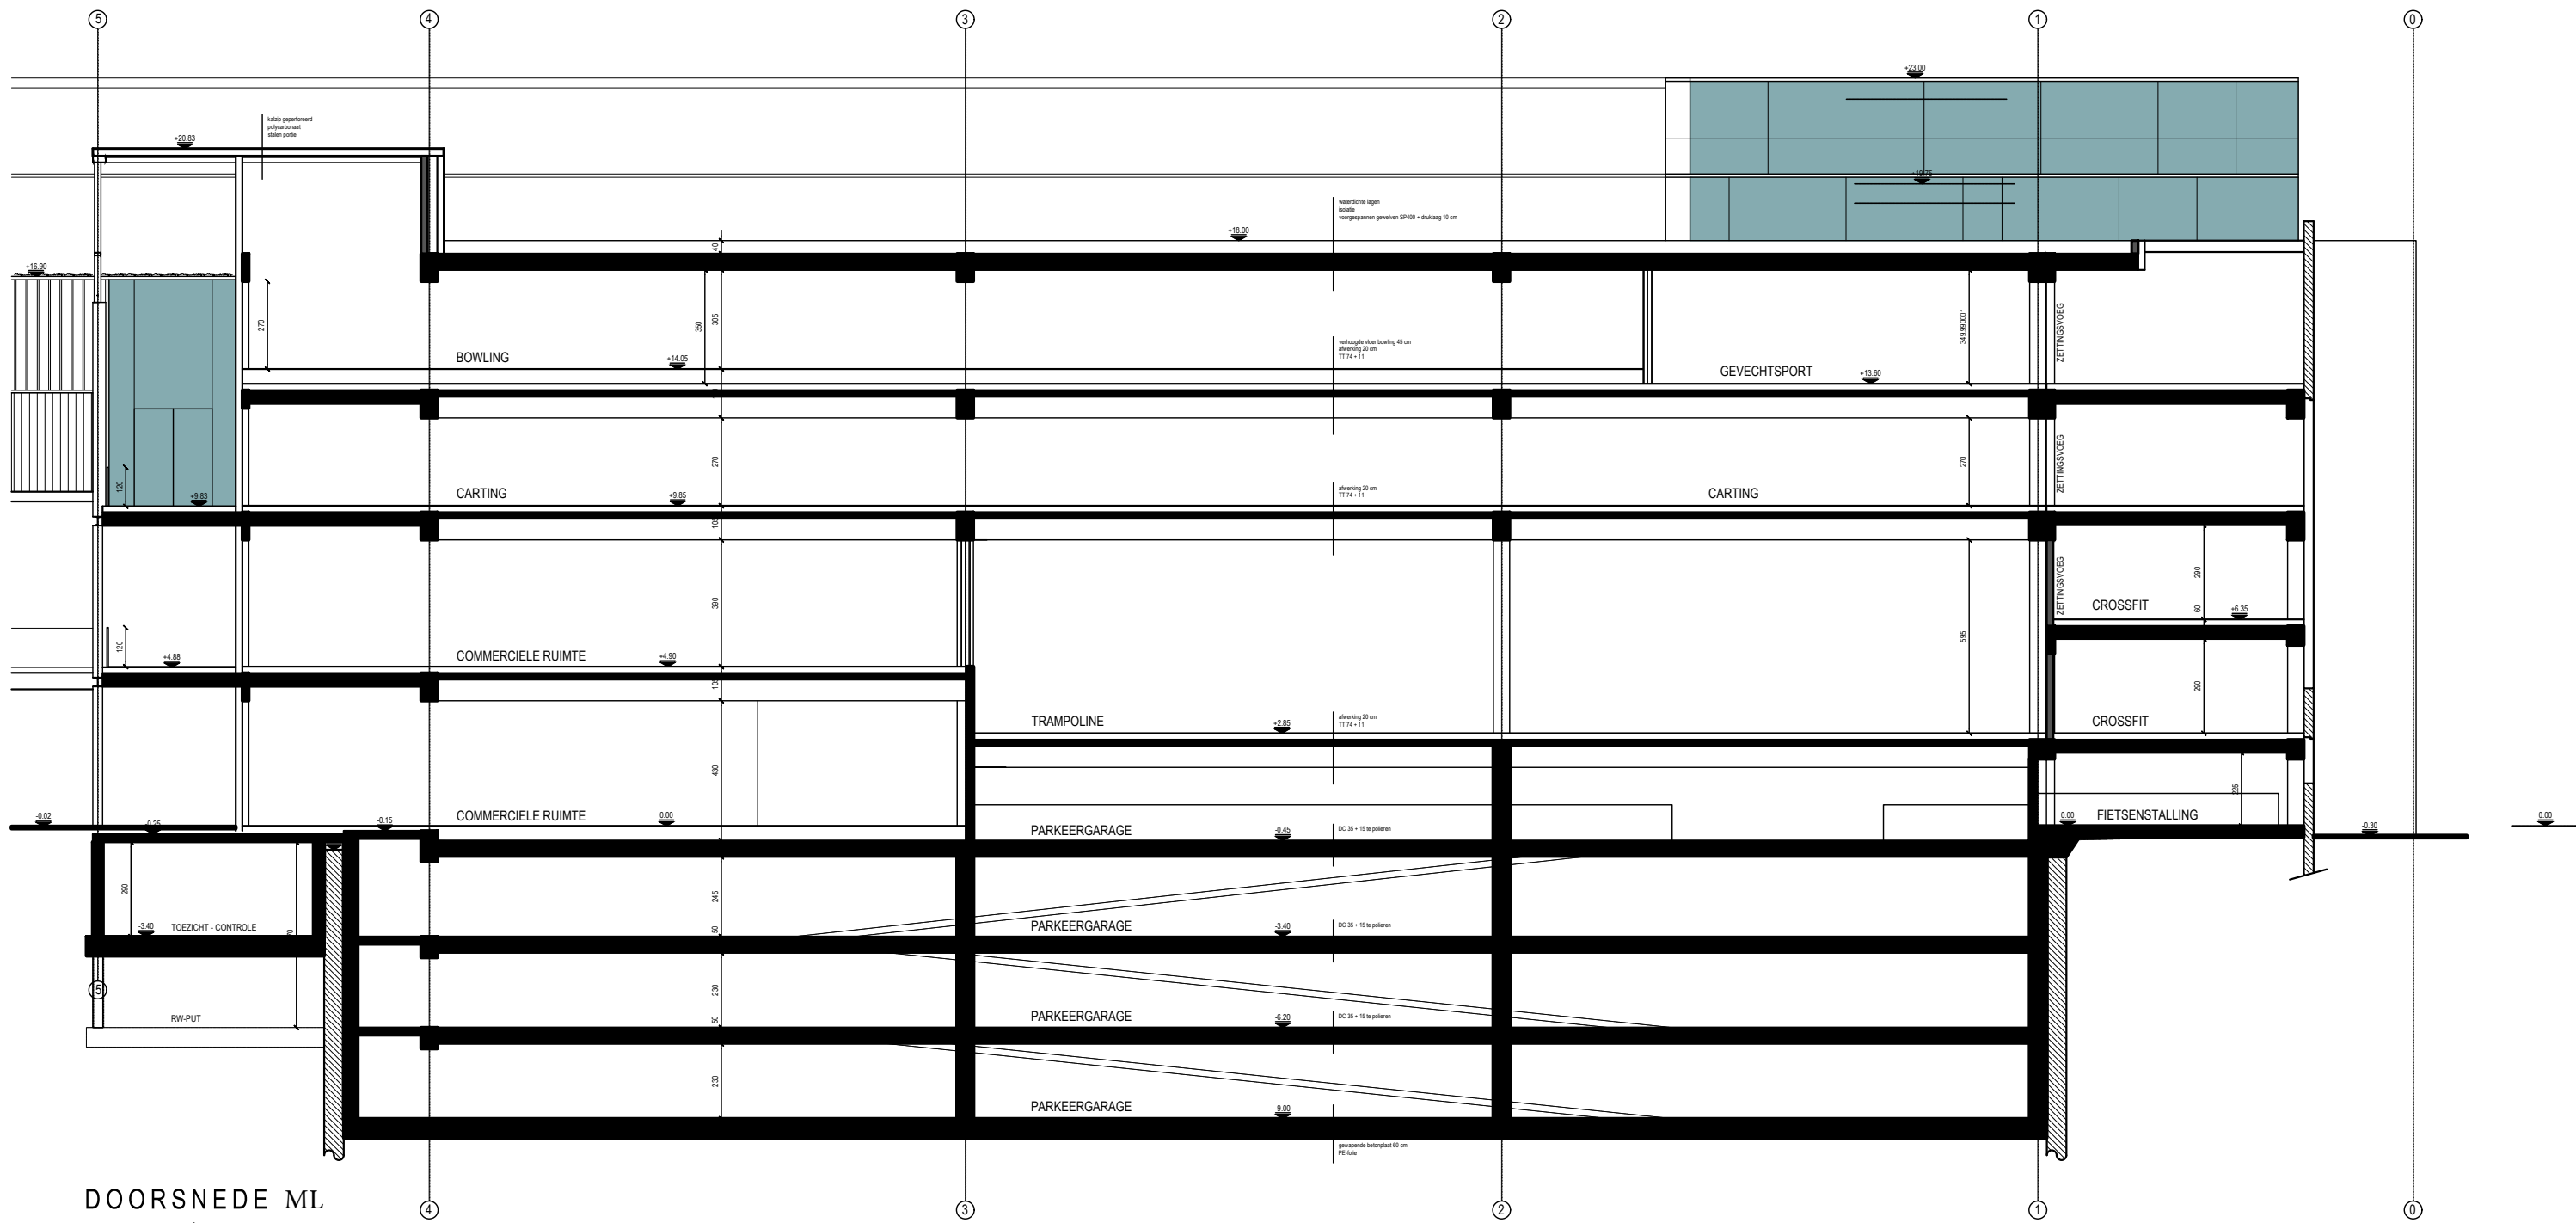 5 4 3 2 1 0
+23.00
kalzip geperforeerd
polycarbonaat
stalen portie
+20.83
+19.75
waterdichte lagen
isolatie
voorgespannen gewelven SP400 + druklaag 10 cm
+18.00
40
+16.90
270
350
305
349.990001
ZETTINGSVOEG
verhoogde vloer bowling 45 cm
afwerking 20 cm
TT 74 + 11
BOWLING
+14.05
GEVECHTSPORT
+13.60
270
270
ZETTINGSVOEG
120
+9.83
CARTING
+9.85
afwerking 20 cm
TT 74 + 11
CARTING
105
390
595
ZETTINGSVOEG
290
CROSSFIT
60
+6.35
120
+4.88
COMMERCIELE RUIMTE
+4.90
105
290
TRAMPOLINE
+2.85
afwerking 20 cm
TT 74 + 11
CROSSFIT
430
225
-0.02
-0.25
-0.15
COMMERCIELE RUIMTE
0.00
PARKEERGARAGE
-0.45
DC 35 + 15 te polieren
0.00
FIETSENSTALLING
-0.30
0.00
290
245
-3.40
TOEZICHT - CONTROLE
50
PARKEERGARAGE
-3.40
DC 35 + 15 te polieren
5
230
RW-PUT
50
PARKEERGARAGE
-6.20
DC 35 + 15 te polieren
230
PARKEERGARAGE
-9.00
gewapende betonplaat 60 cm
PE-folie
DOORSNEDE ML
4 3 2 1 0